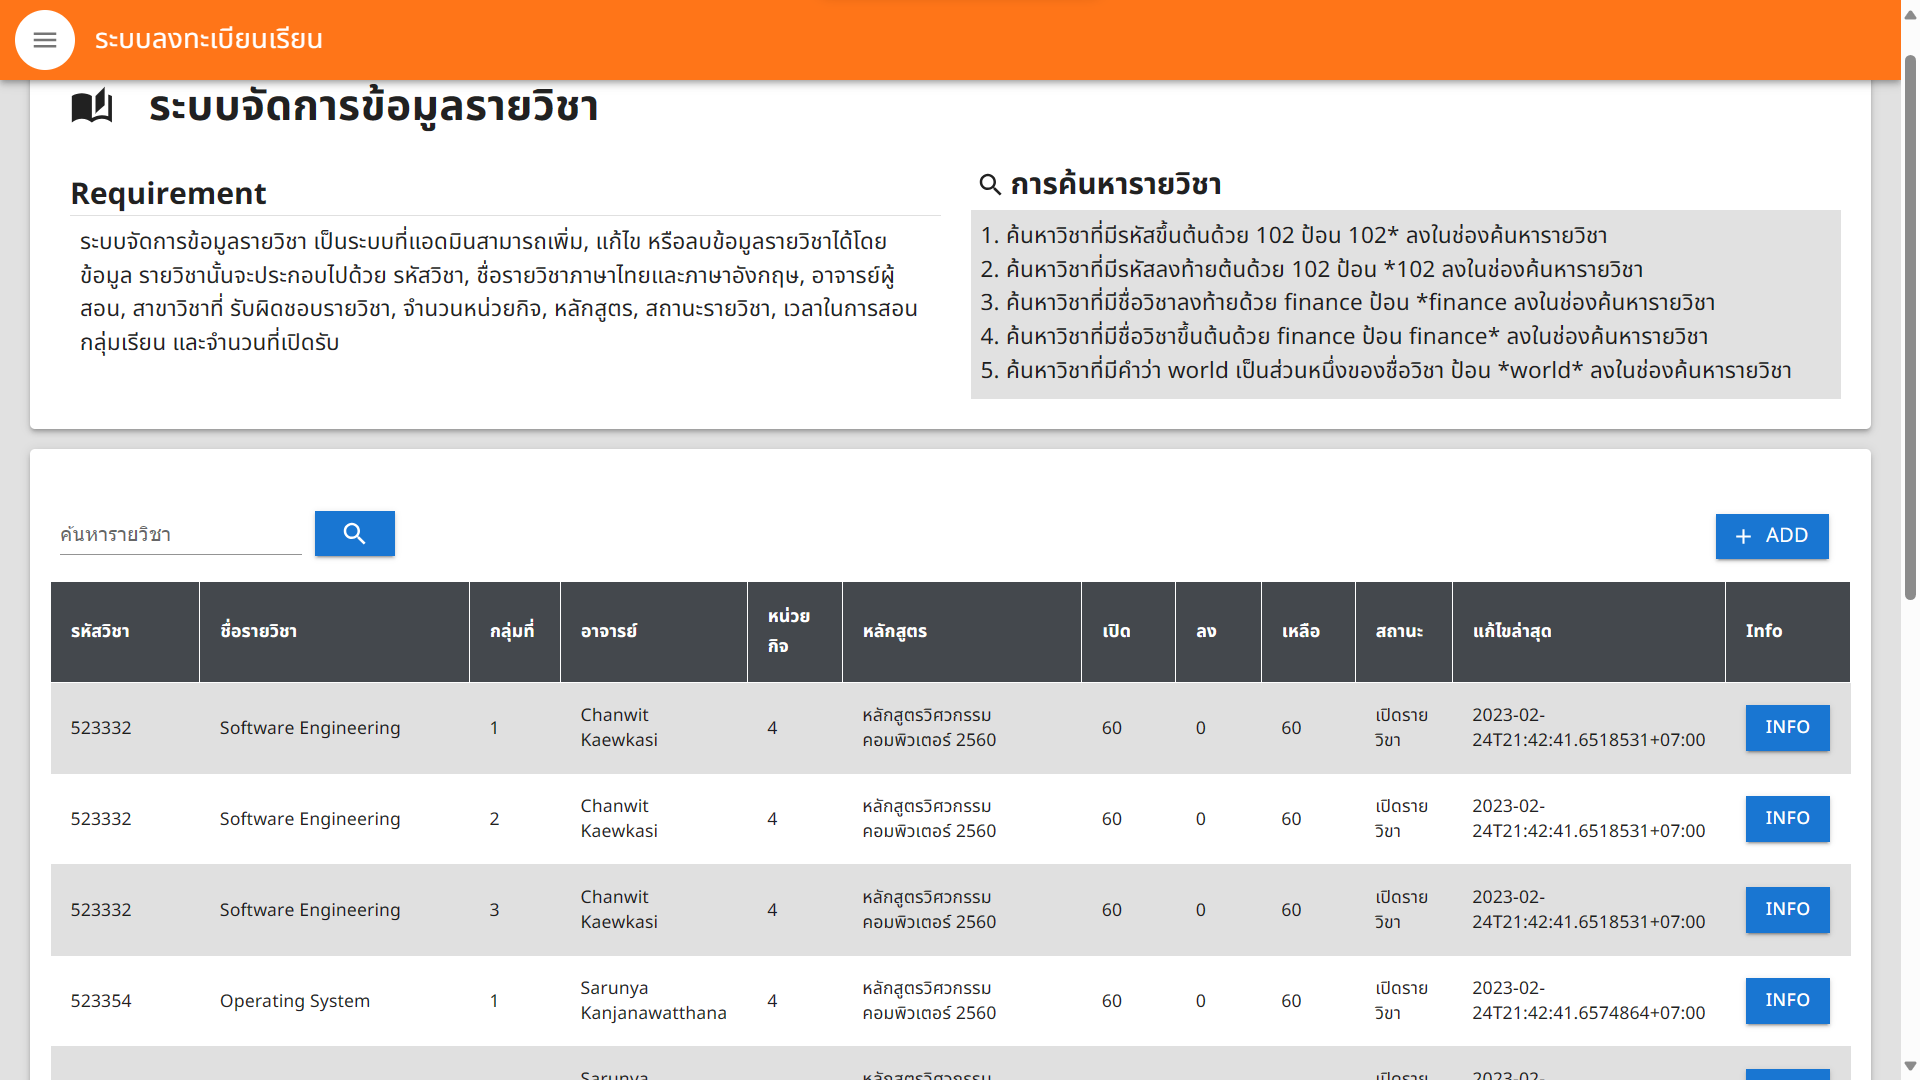 ระบบลงทะเบียนเรียน
ระบบจัดการข้อมูลรายวิชา
Requirement
ระบบจัดการข้อมูลรายวิชา เป็นระบบที่แอดมินสามารถเพิ่ม, แก้ไข หรือลบข้อมูลรายวิชาได้โดย
ข้อมูล รายวิชานั้นจะประกอบไปด้วย รหัสวิชา, ชื่อรายวิชาภาษาไทยและภาษาอังกฤษ, อาจารย์ผู้
สอน, สาขาวิชาที่ รับผิดชอบรายวิชา, จำนวนหน่วยกิจ, หลักสูตร, สถานะรายวิชา, เวลาในการสอน
กลุ่มเรียน และจำนวนที่เปิดรับ
การค้นหารายวิชา
1. ค้นหาวิชาที่มีรหัสขึ้นต้นด้วย 102 ป้อน 102* ลงในช่องค้นหารายวิชา
2. ค้นหาวิชาที่มีรหัสลงท้ายต้นด้วย 102 ป้อน *102 ลงในช่องค้นหารายวิชา
3. ค้นหาวิชาที่มีชื่อวิชาลงท้ายด้วย finance ป้อน *finance ลงในช่องค้นหารายวิชา
4. ค้นหาวิชาที่มีชื่อวิชาขึ้นต้นด้วย finance ป้อน finance* ลงในช่องค้นหารายวิชา
5. ค้นหาวิชาที่มีคำว่า world เป็นส่วนหนึ่งของชื่อวิชา ป้อน *world* ลงในช่องค้นหารายวิชา
ค้นหารายวิชา
+ ADD
รหัสวิชา ชื่อรายวิชา กลุ่มที่ อาจารย์ หน่วย
กิจ หลักสูตร เปิด ลง เหลือ สถานะ แก้ไขล่าสุด Info
523332 Software Engineering 1 Chanwit
Kaewkasi 4 หลักสูตรวิศวกรรม
คอมพิวเตอร์ 2560 60 0 60 เปิดราย
วิขา 2023-02-
24T21:42:41.6518531+07:00 INFO
523332 Software Engineering 2 Chanwit
Kaewkasi 4 หลักสูตรวิศวกรรม
คอมพิวเตอร์ 2560 60 0 60 เปิดราย
วิขา 2023-02-
24T21:42:41.6518531+07:00 INFO
523332 Software Engineering 3 Chanwit
Kaewkasi 4 หลักสูตรวิศวกรรม
คอมพิวเตอร์ 2560 60 0 60 เปิดราย
วิขา 2023-02-
24T21:42:41.6518531+07:00 INFO
523354 Operating System 1 Sarunya
Kanjanawatthana 4 หลักสูตรวิศวกรรม
คอมพิวเตอร์ 2560 60 0 60 เปิดราย
วิขา 2023-02-
24T21:42:41.6574864+07:00 INFO
Sarunya หลักสูตรวิศวกรรม เปิดราย 2023-02-